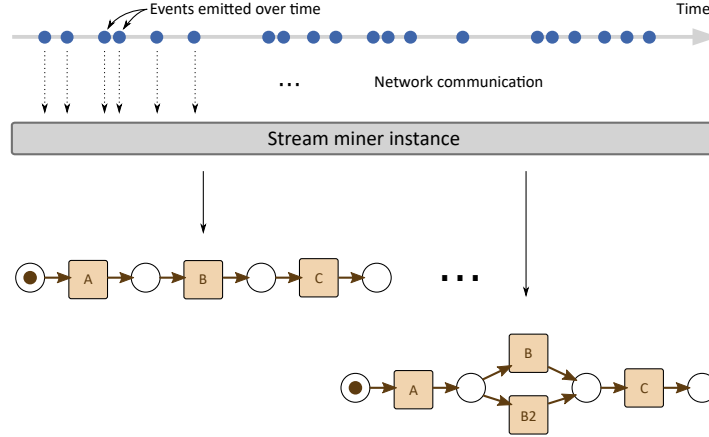 Events emitted over time
Time
...
Network communication
Stream miner instance
A
B
C
...
B
A
C
B2